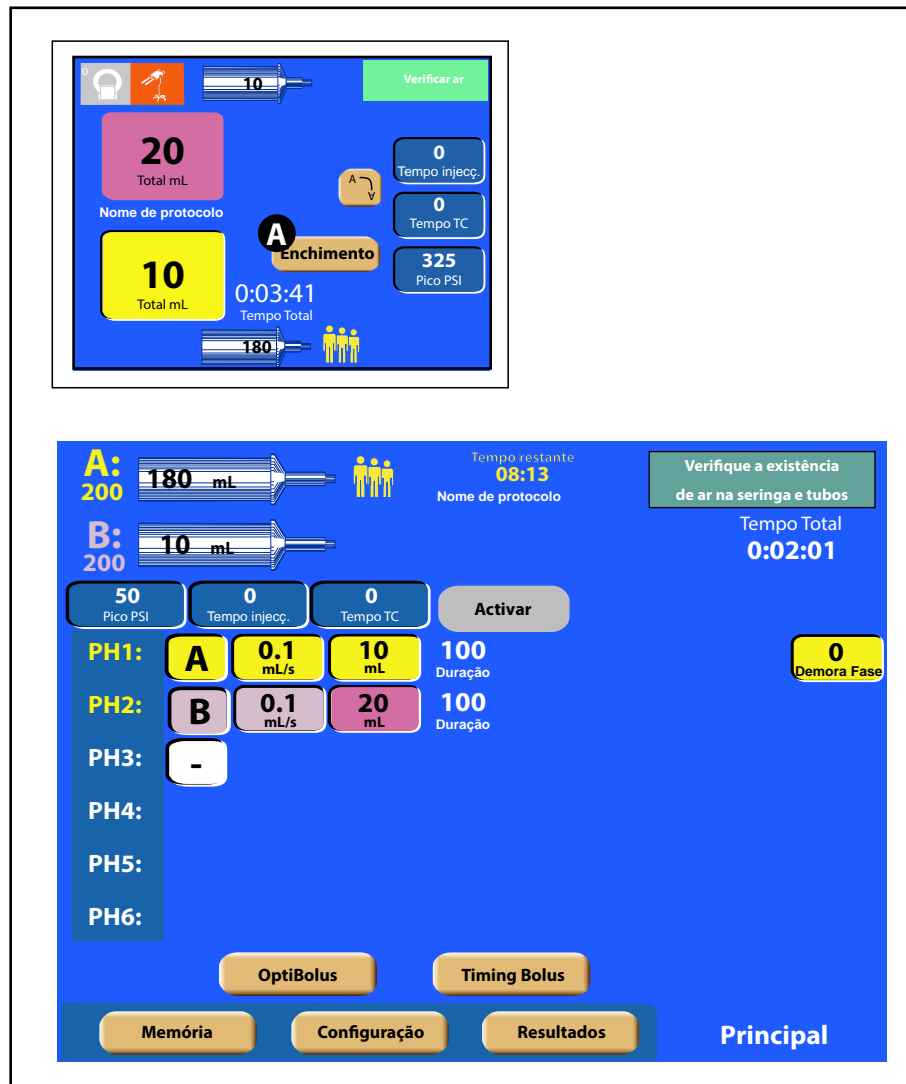 0
10
Verificar ar
20
Total mL
0
Tempo injecç.
A
A
Nome de protocolo
0
Tempo TC
A
Enchimento
10
Total mL
325
Pico PSI
0:03:41
Tempo Total
180
A:
200
180 mL
Tempo restante
08:13
Nome de protocolo
Verifique a existência
de ar na seringa e tubos
B:
200
10 mL
Tempo Total
0:02:01
50
Pico PSI
0
Tempo injecç.
0
Tempo TC
Activar
PH1:
A
0.1
mL/s
10
mL
100
Duração
0
Demora Fase
PH2:
B
0.1
mL/s
20
mL
100
Duração
PH3:
-
PH4:
PH5:
PH6:
OptiBolus
Timing Bolus
Memória
Configuração
Resultados
Principal